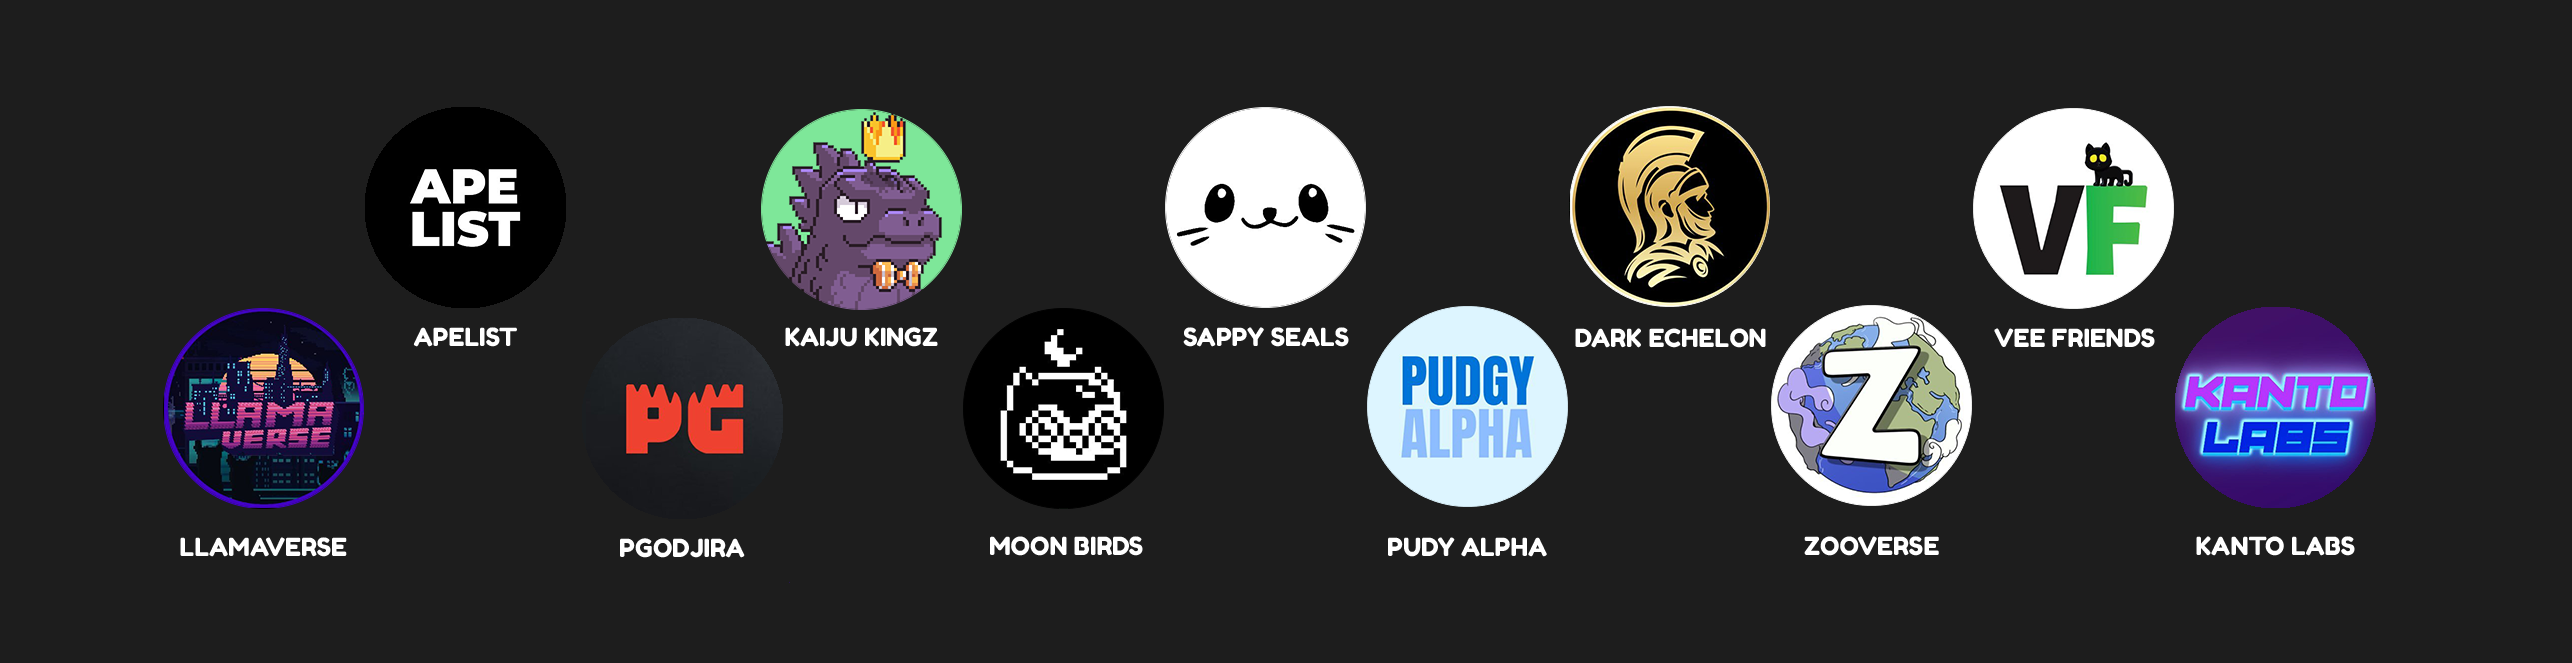 APE
LIST
APELIST
KAIJU KINGZ
SAPPY SEALS
DARK ECHELON
VF
VEE FRIENDS
LLAMA
VERSE
LLAMAVERSE
PG
PGODJIRA
MOON BIRDS
PUDGY
ALPHA
PUDY ALPHA
Z
ZOOVERSE
KANTO
LABS
KANTO LABS